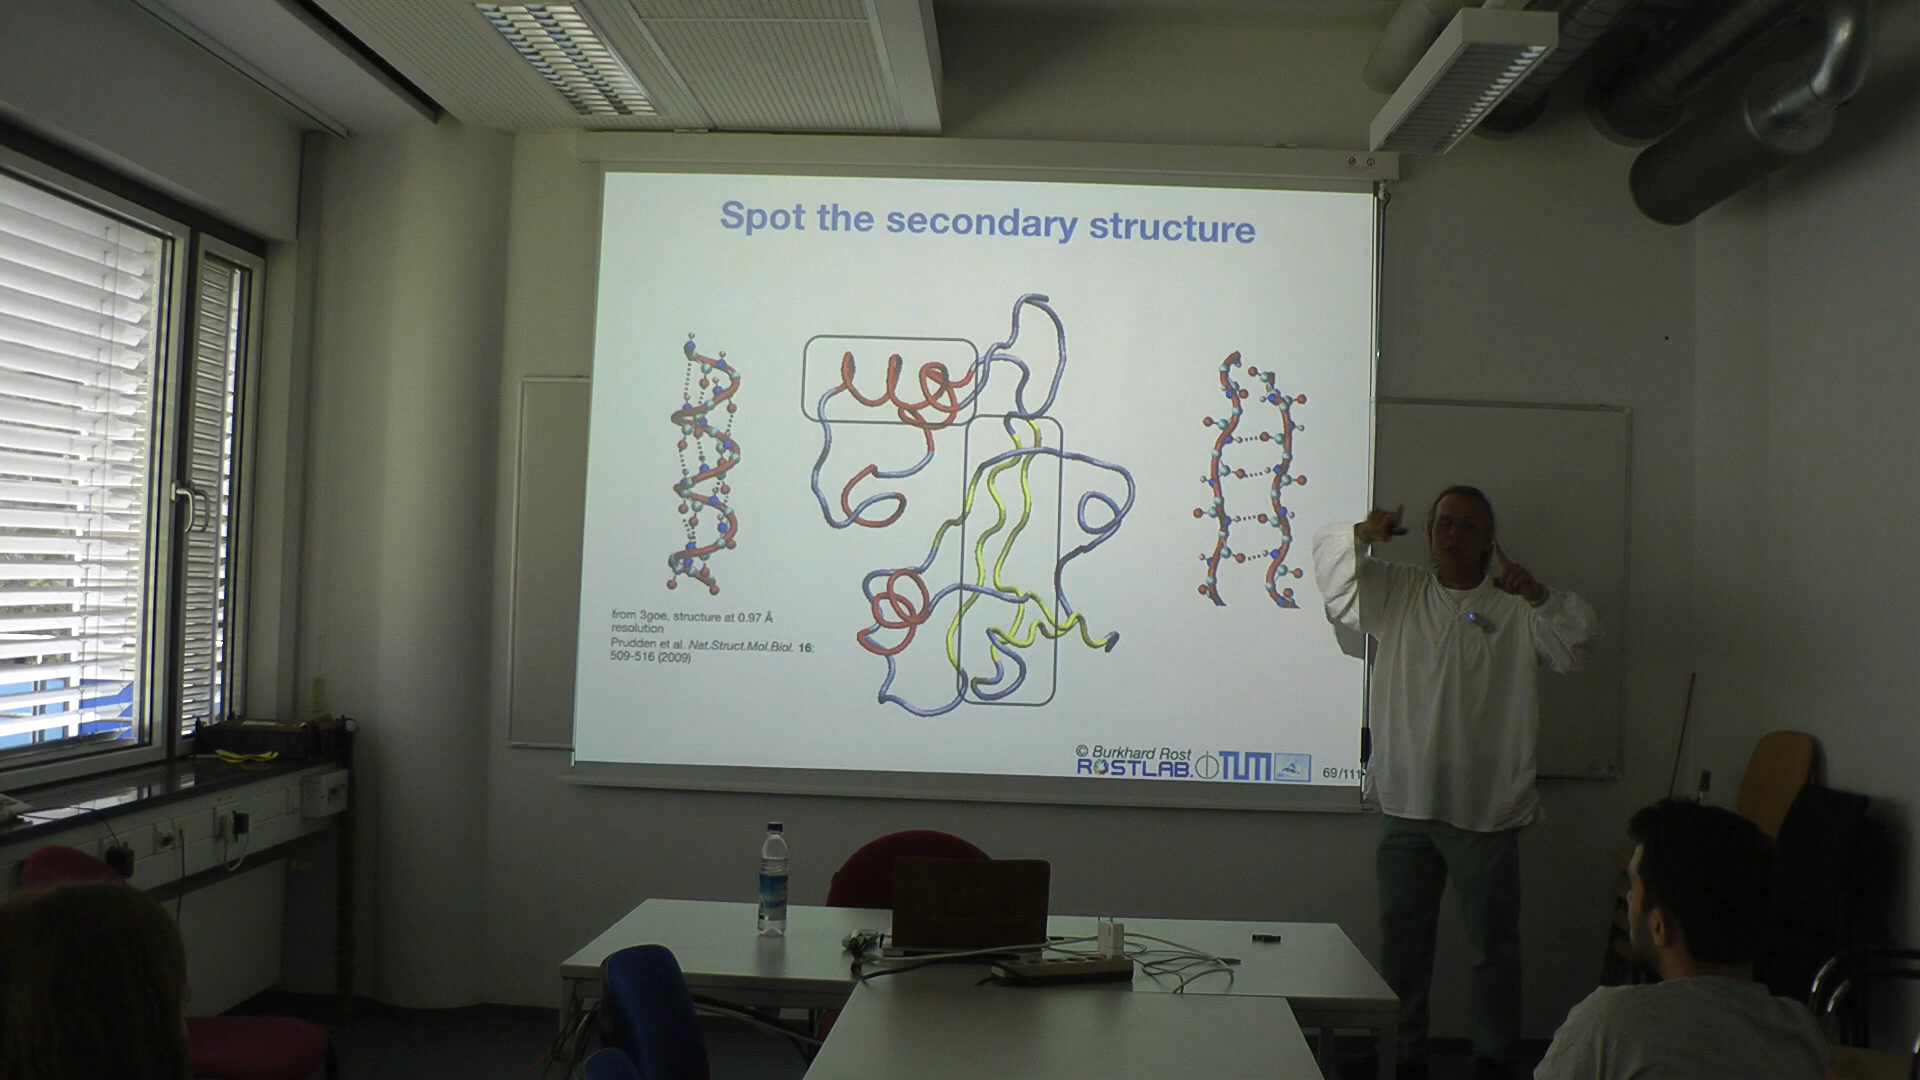 Spot the secondary structure
from 3goe, structure at 0.97 Å
resolution
Prudden et al. Nat.Struct.Mol.Biol. 16:
509-516 (2009)
© Burkhard Rost
ROSTLAB. TUM
69/111